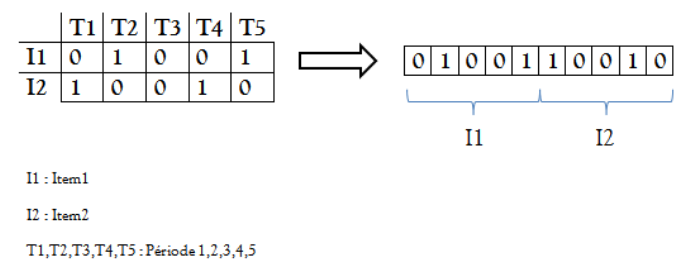 T1 T2 T3 T4 T5
I1 0 1 0 0 1
I2 1 0 0 1 0
0 1 0 0 1 1 0 0 1 0
I1 I2
I1 : Item1
I2 : Item2
T1,T2,T3,T4,T5 : Période 1,2,3,4,5